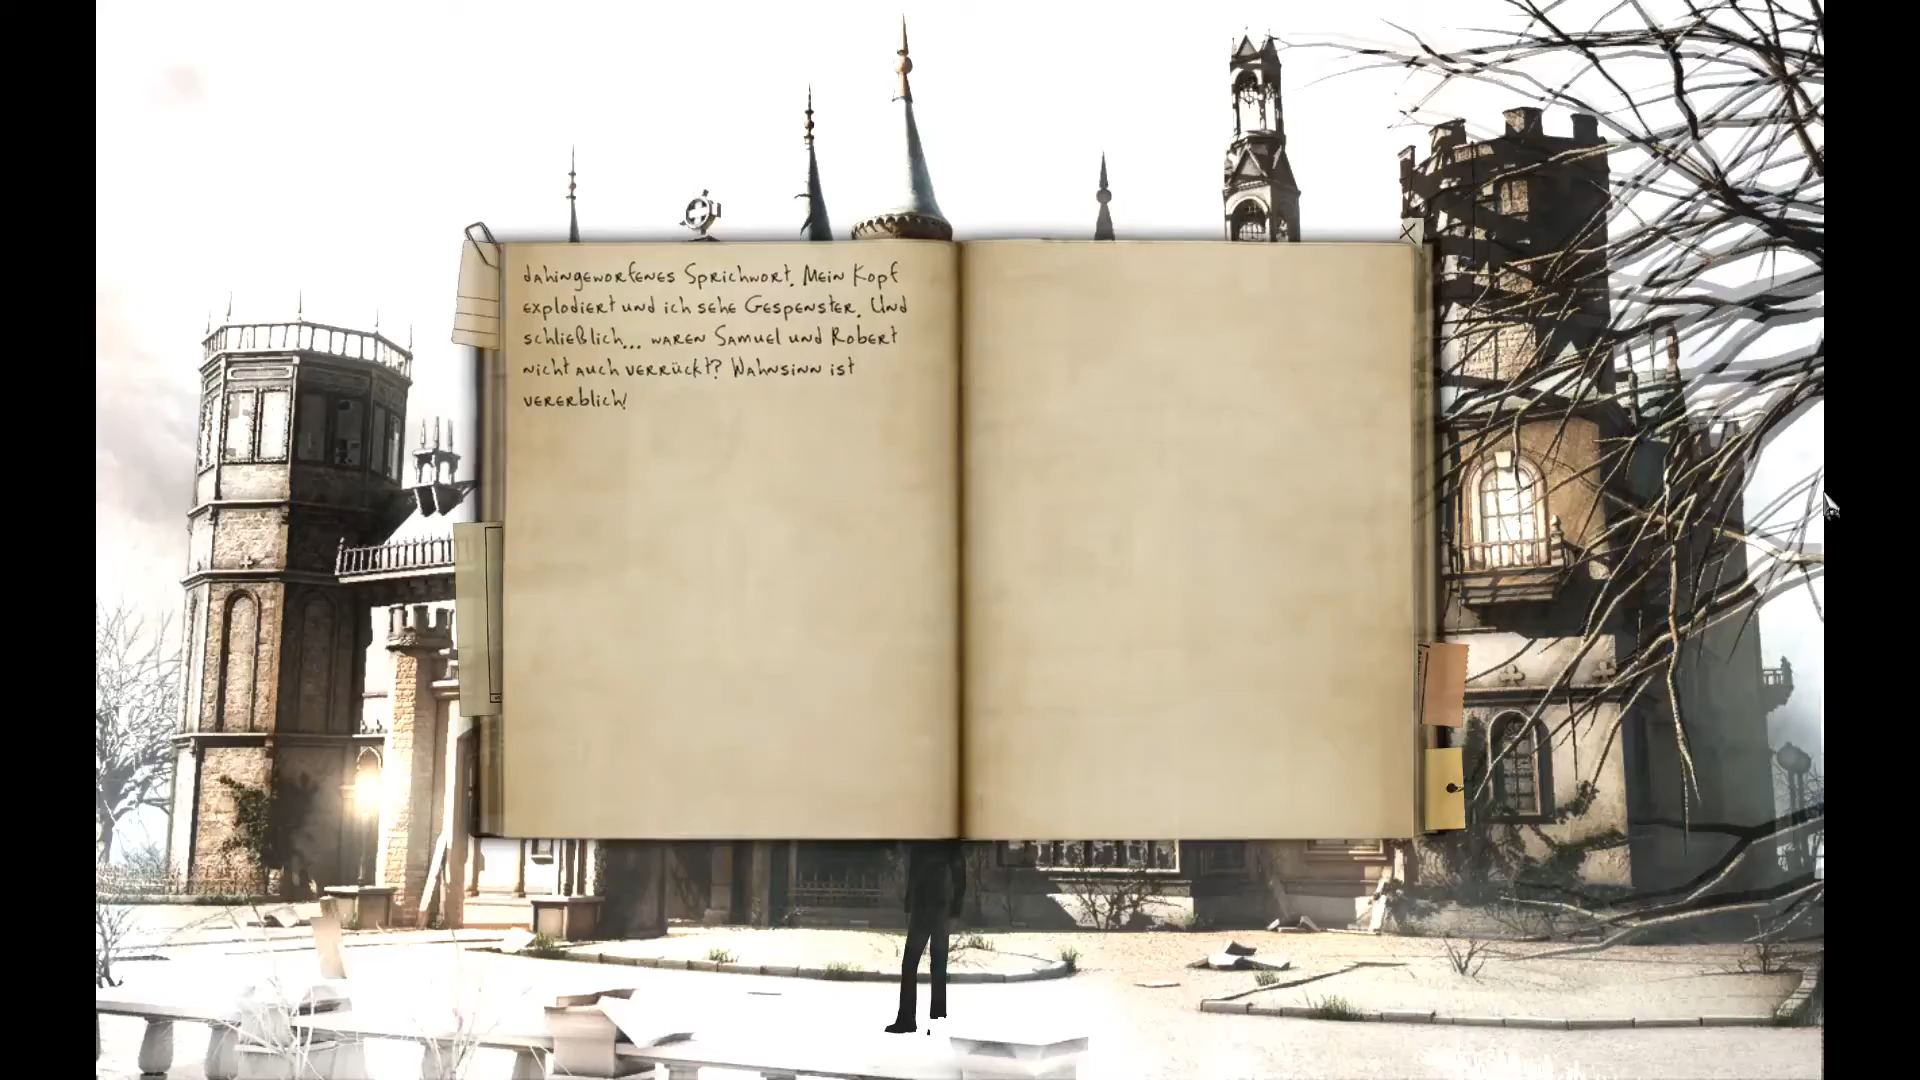 dahingeworfenes Sprichwort. Mein Kopf
explodiert und ich sehe Gespenster. Und
schließlich... waren Samuel und Robert
nicht auch verrückt? Wahnsinn ist
vererblich!
X